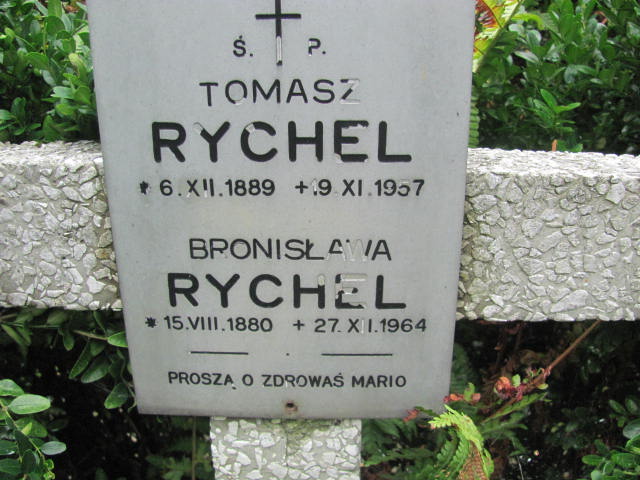 Ś. P.
TOMASZ
RYCHEL
* 6.XII.1889 +19.XI.1957
BRONISŁAWA
RYCHEL
* 15.VIII.1880 + 27.XII.1964
PROSZĄ O ZDROWAŚ MARIO